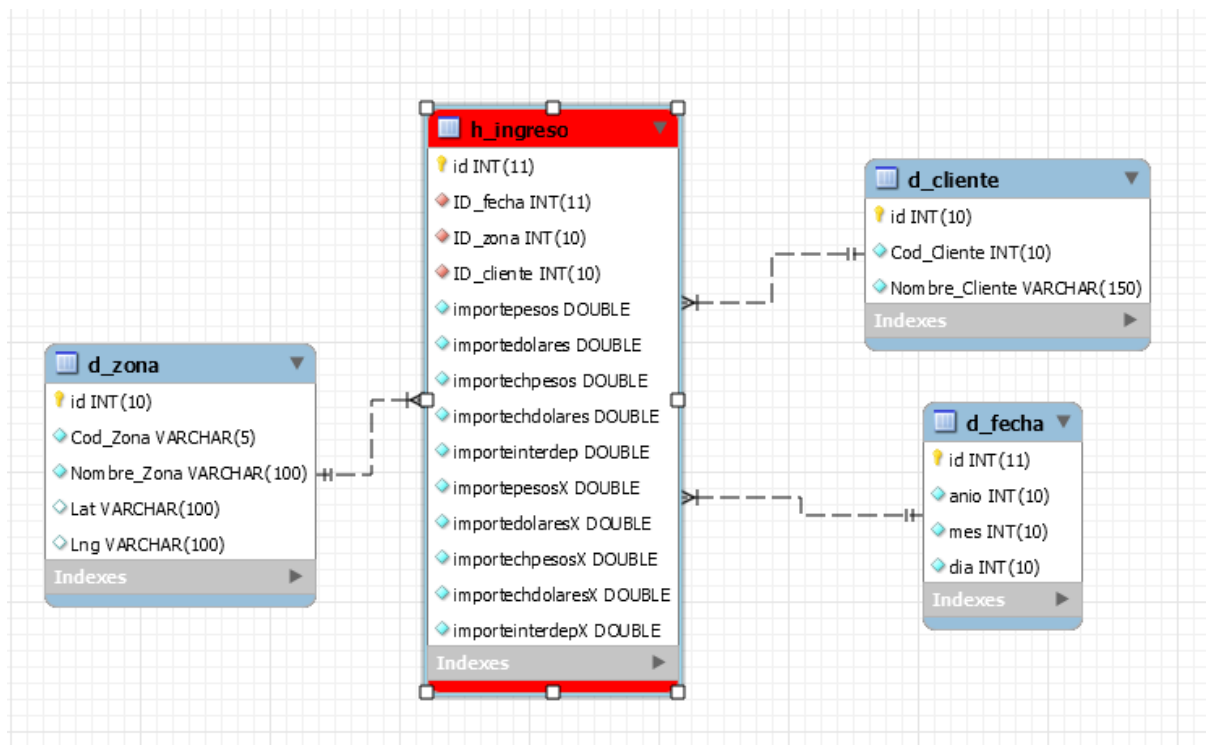 h_ingreso
id INT(11)
ID_fecha INT(11)
ID_zona INT(10)
ID_cliente INT(10)
importepesos DOUBLE
importedolares DOUBLE
importechpesos DOUBLE
importechdolares DOUBLE
importeinterdep DOUBLE
importepesosX DOUBLE
importedolaresX DOUBLE
importechpesosX DOUBLE
importechdolaresX DOUBLE
importeinterdepX DOUBLE
Indexes
d_cliente
id INT(10)
Cod_Cliente INT(10)
Nombre_Cliente VARCHAR(150)
Indexes
d_zona
id INT(10)
Cod_Zona VARCHAR(5)
Nombre_Zona VARCHAR(100)
Lat VARCHAR(100)
Lng VARCHAR(100)
Indexes
d_fecha
id INT(11)
anio INT(10)
mes INT(10)
dia INT(10)
Indexes